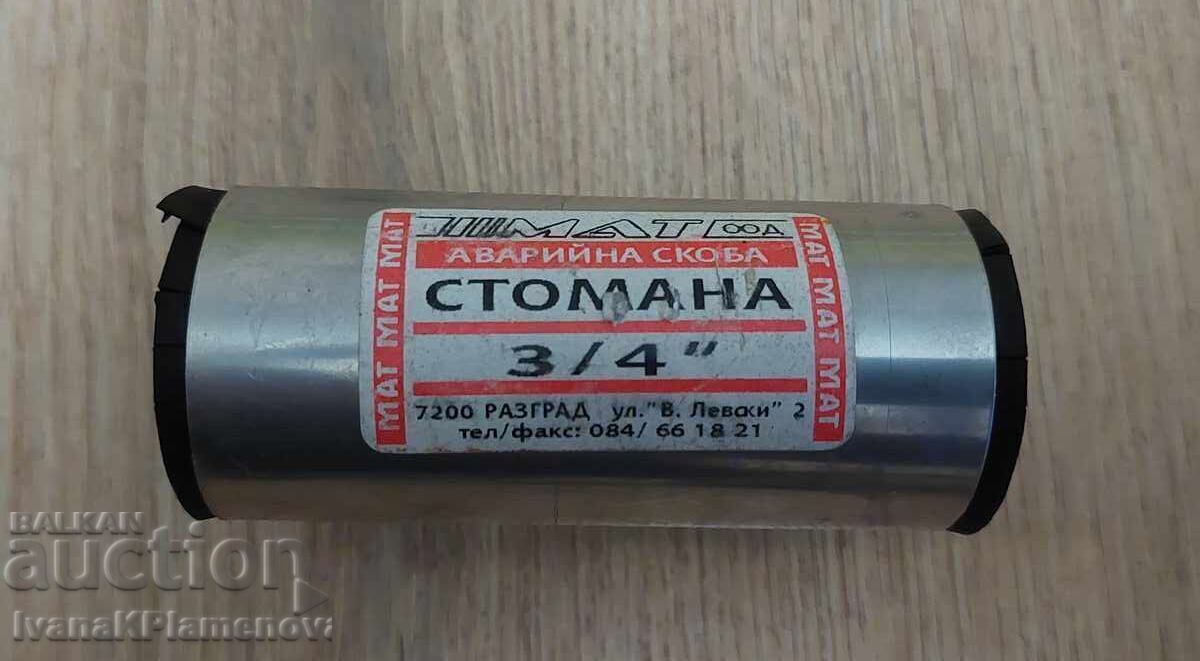 МАТ ООД
АВАРИЙНА СКОБА
СТОМАНА
3/4"
7200 РАЗГРАД ул."В. Левски" 2
тел/факс: 084/ 66 18 21
МАТ МАТ МАТ
МАТ МАТ МАТ
BALKAN
auction
IvanaKPlamenova